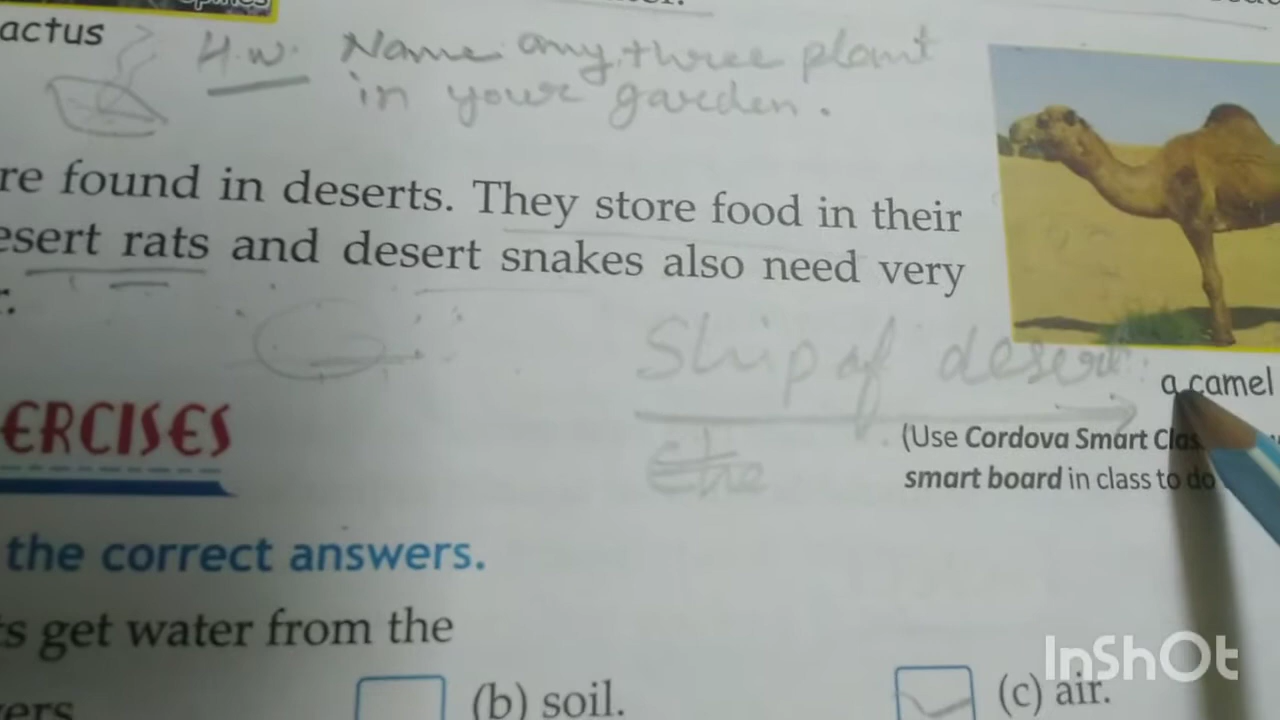 actus
H.W. Name any three plant
in your garden.
re found in deserts. They store food in their
esert rats and desert snakes also need very
r.
Ship of desert
a camel
ERCISES
(Use Cordova Smart Clas
smart board in class to do
the correct answers.
s get water from the
(b) soil.
(c) air.
ers
InShOt